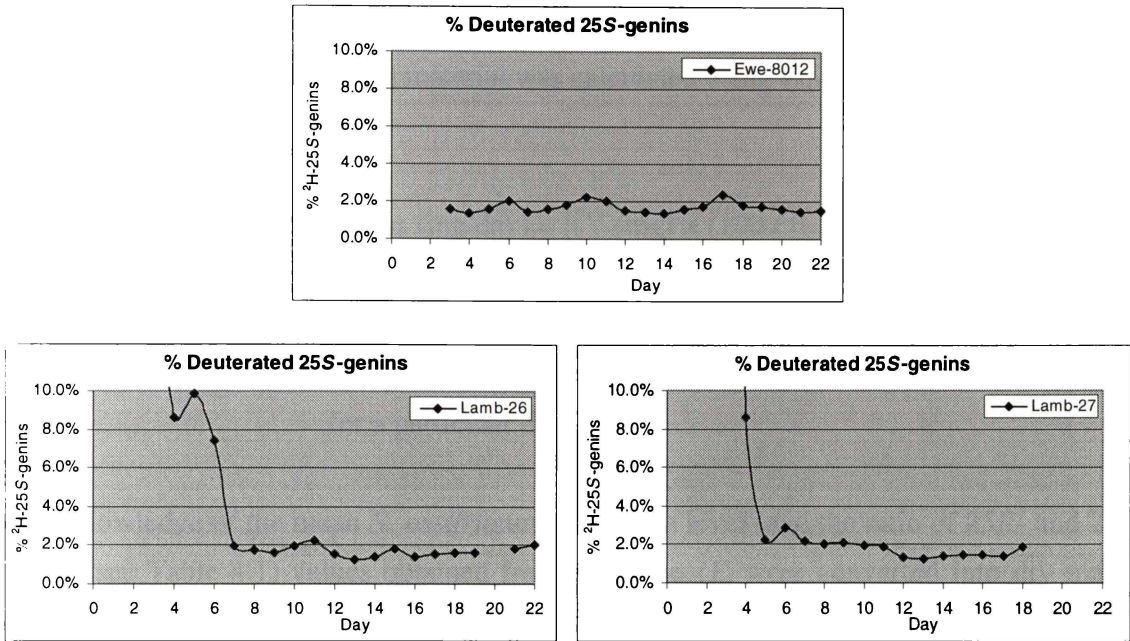 % Deuterated 25S-genins
10.0%
8.0%
6.0%
4.0%
2.0%
0.0%
% ²H-25S-genins
Ewe-8012
0 2 4 6 8 10 12 14 16 18 20 22
Day
% Deuterated 25S-genins
10.0%
8.0%
6.0%
4.0%
2.0%
0.0%
% ²H-25S-genins
Lamb-26
0 2 4 6 8 10 12 14 16 18 20 22
Day
% Deuterated 25S-genins
10.0%
8.0%
6.0%
4.0%
2.0%
0.0%
% ²H-25S-genins
Lamb-27
0 2 4 6 8 10 12 14 16 18 20 22
Day